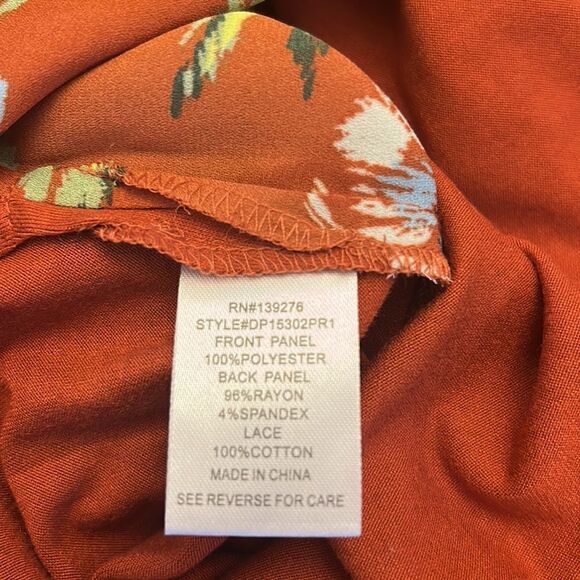 RN#139276
STYLE#DP15302PR1
FRONT PANEL
100%POLYESTER
BACK PANEL
96%RAYON
4%SPANDEX
LACE
100%COTTON
MADE IN CHINA
SEE REVERSE FOR CARE